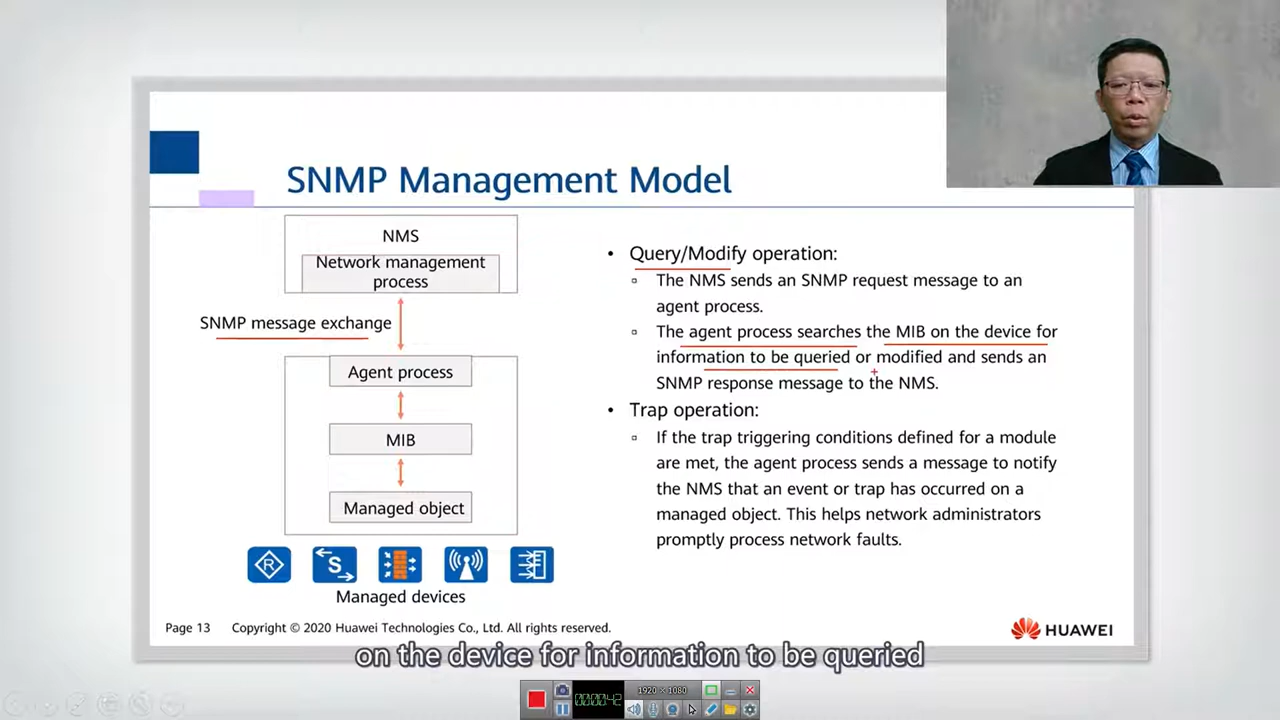 SNMP Management Model
NMS
Network management
process
SNMP message exchange
Agent process
MIB
Managed object
R
S
Managed devices
• Query/Modify operation:
▫ The NMS sends an SNMP request message to an
agent process.
▫ The agent process searches the MIB on the device for
information to be queried or modified and sends an
SNMP response message to the NMS.
• Trap operation:
▫ If the trap triggering conditions defined for a module
are met, the agent process sends a message to notify
the NMS that an event or trap has occurred on a
managed object. This helps network administrators
promptly process network faults.
Page 13 Copyright © 2020 Huawei Technologies Co., Ltd. All rights reserved.
HUAWEI
on the device for information to be queried
00:00:42
1920 × 1080